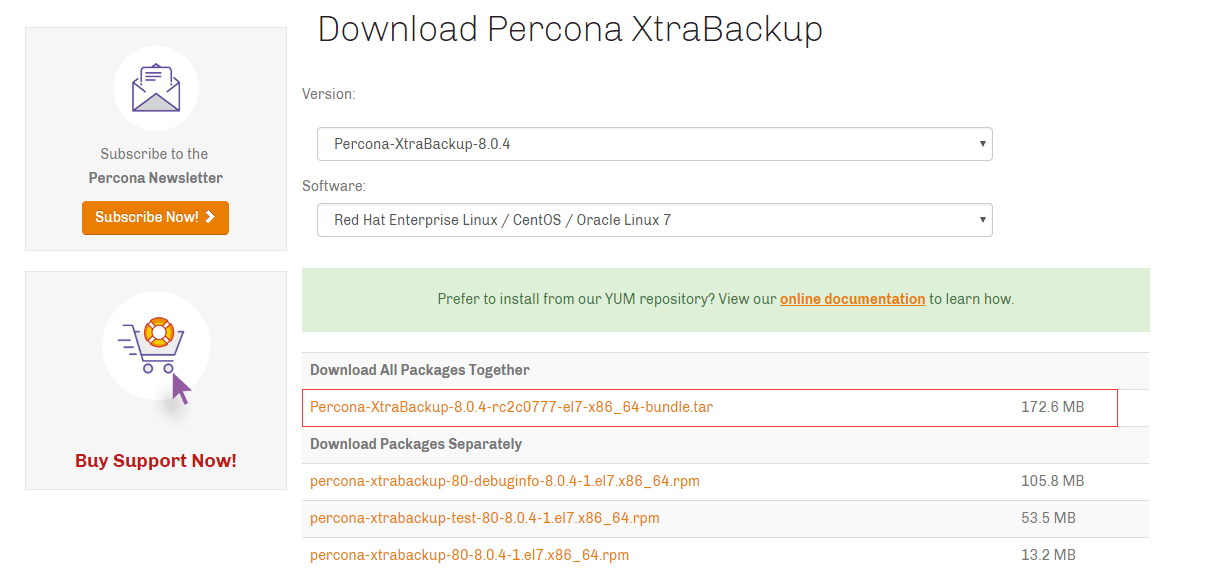 Download Percona XtraBackup
Subscribe to the
Percona Newsletter
Subscribe Now!
Buy Support Now!
Version:
Percona-XtraBackup-8.0.4
Software:
Red Hat Enterprise Linux / CentOS / Oracle Linux 7
Prefer to install from our YUM repository? View our online documentation to learn how.
Download All Packages Together
Percona-XtraBackup-8.0.4-rc2c0777-el7-x86_64-bundle.tar 172.6 MB
Download Packages Separately
percona-xtrabackup-80-debuginfo-8.0.4-1.el7.x86_64.rpm 105.8 MB
percona-xtrabackup-test-80-8.0.4-1.el7.x86_64.rpm 53.5 MB
percona-xtrabackup-80-8.0.4-1.el7.x86_64.rpm 13.2 MB